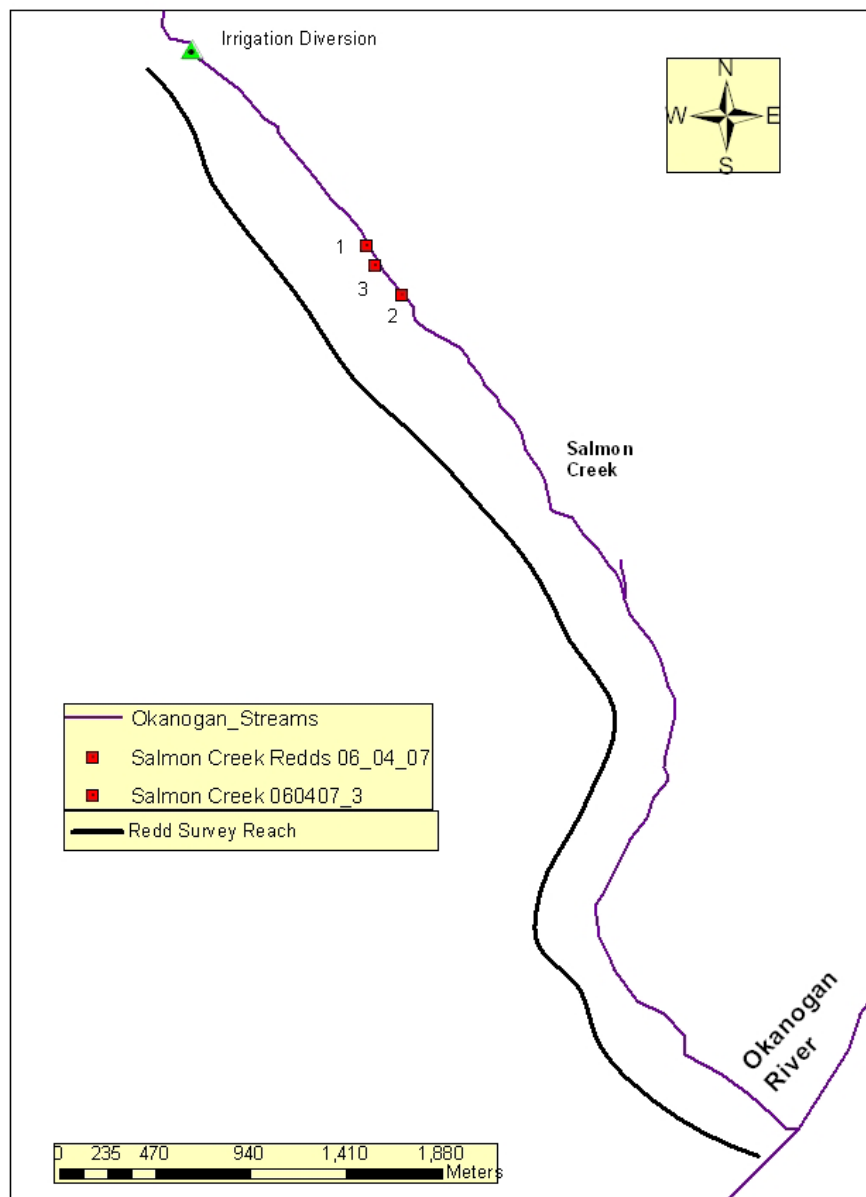 Irrigation Diversion
N
W E
S
1
3
2
Salmon
Creek
Okanogan_Streams
Salmon Creek Redds 06_04_07
Salmon Creek 060407_3
Redd Survey Reach
Okanogan
River
0 235 470 940 1,410 1,880
Meters